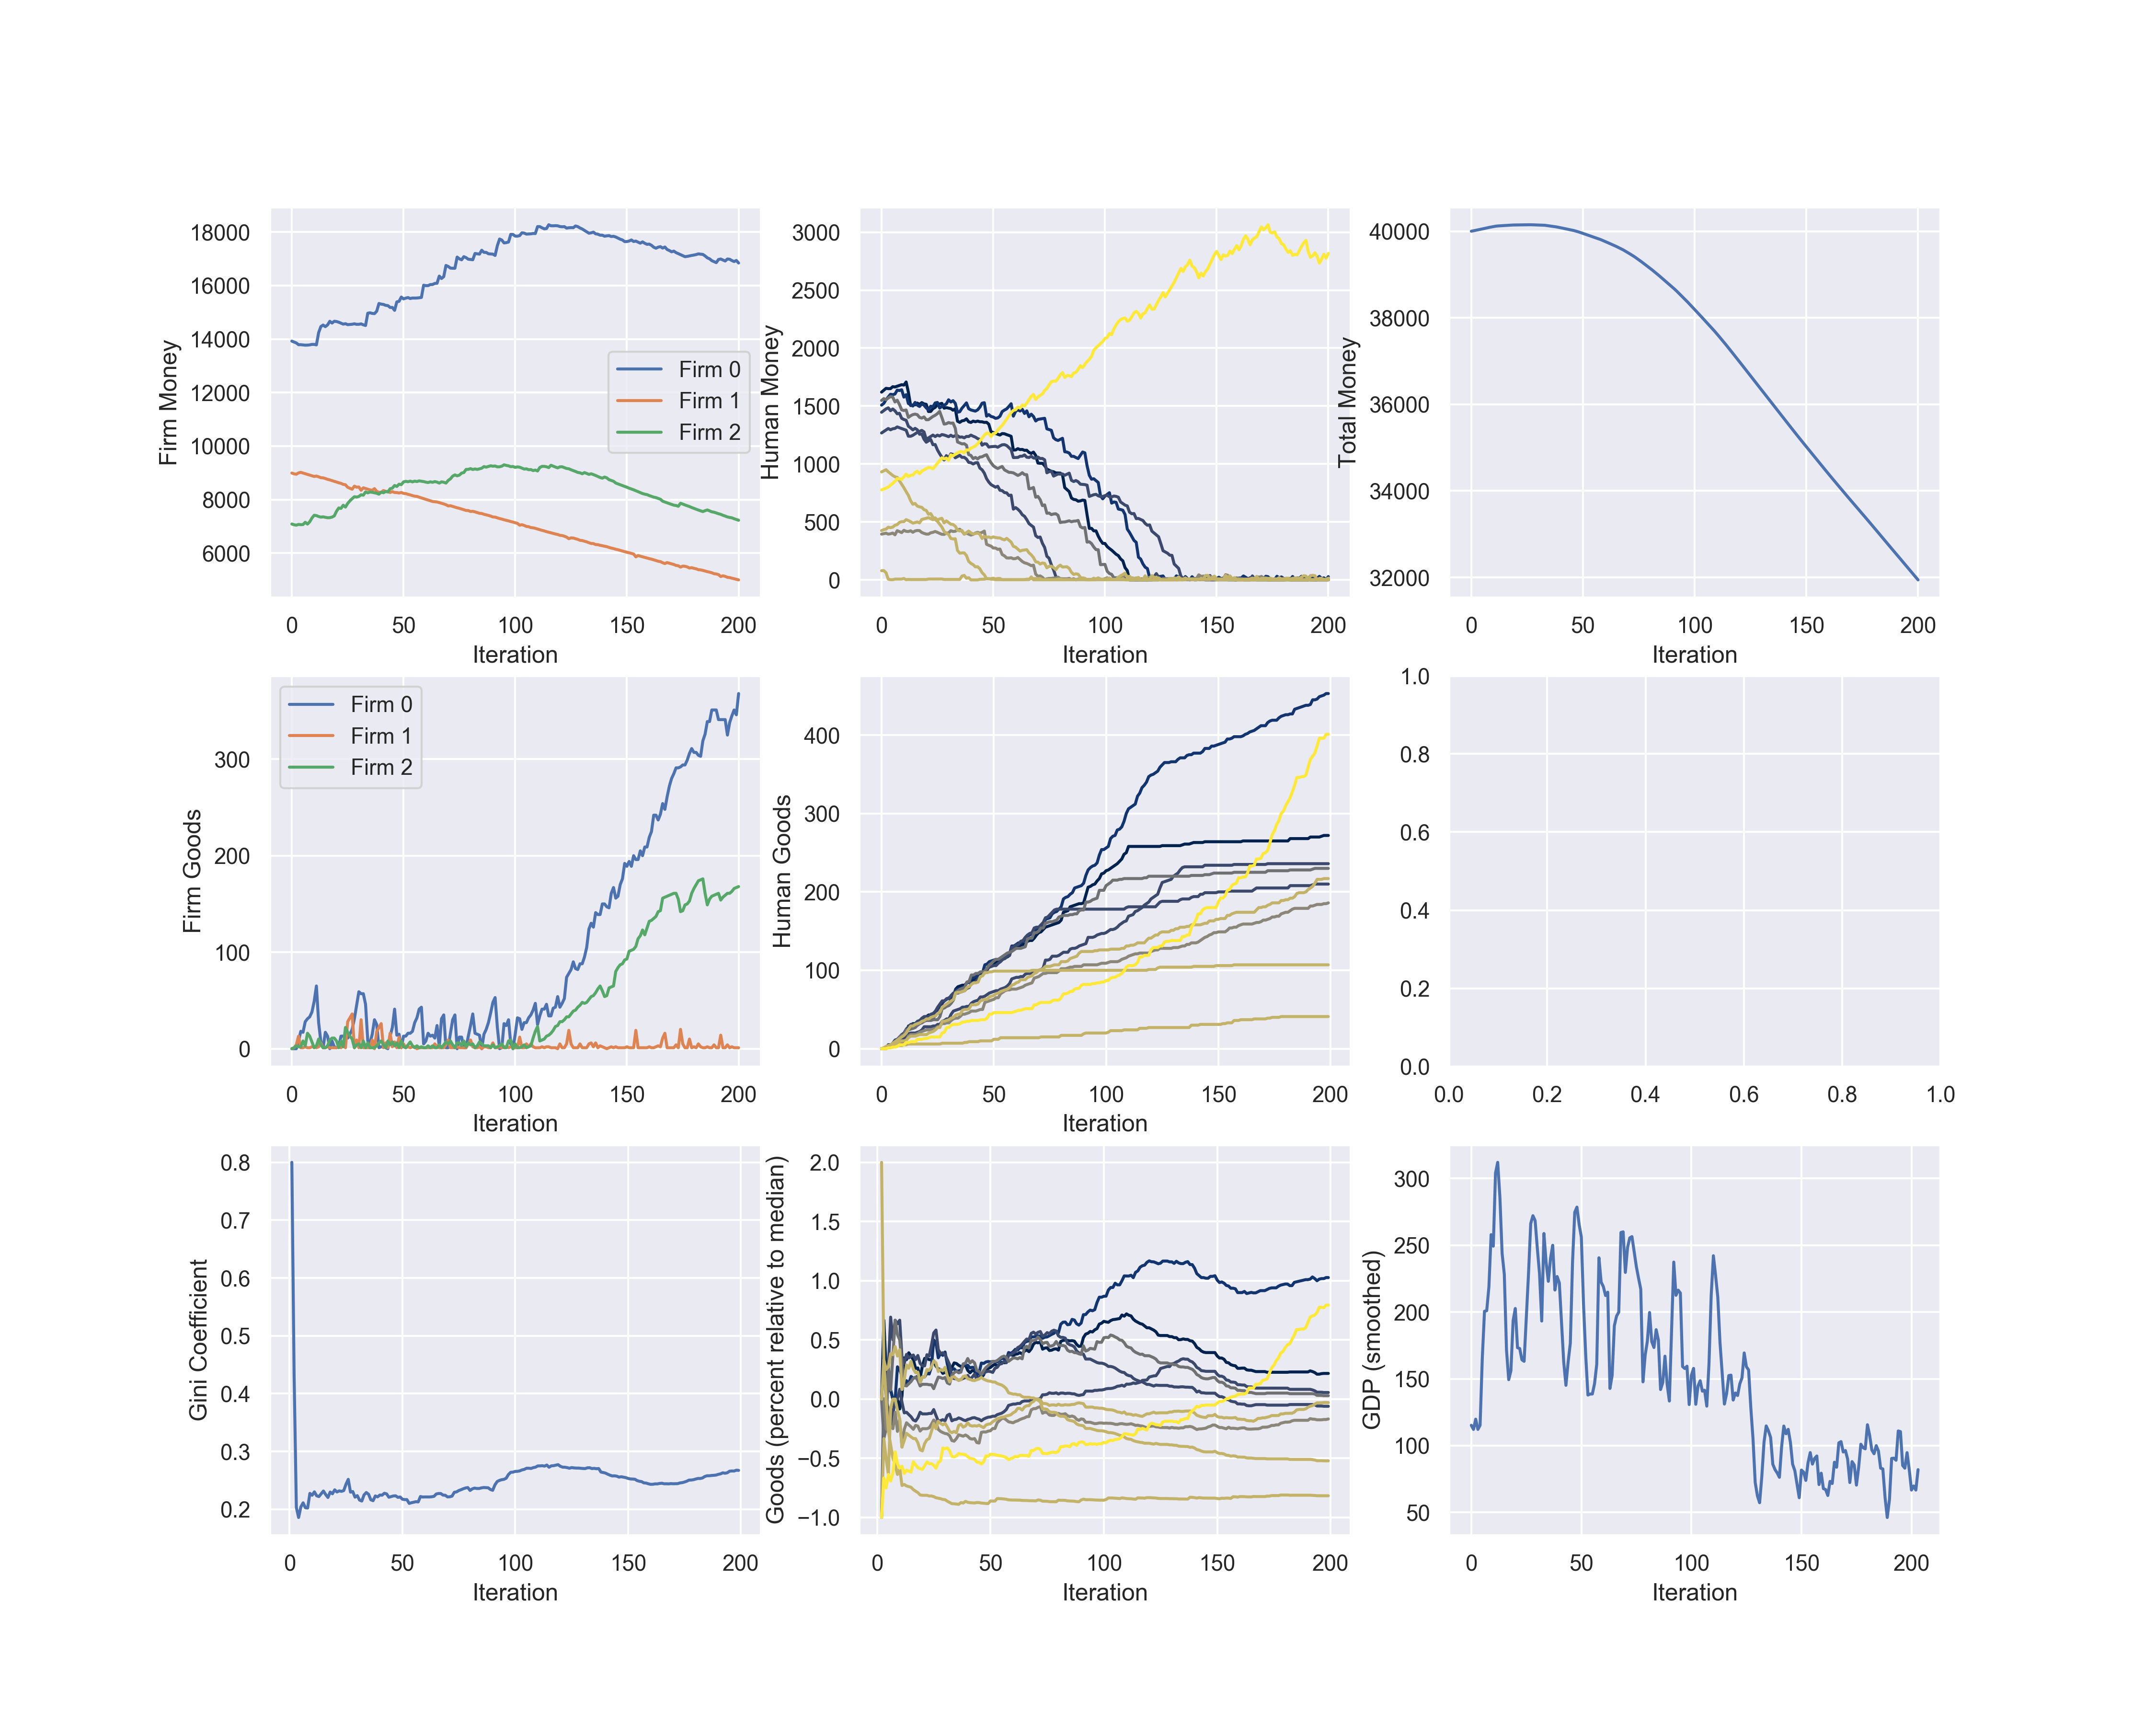 Firm Money
18000
16000
14000
12000
10000
8000
6000
Firm 0
Firm 1
Firm 2
0 50 100 150 200
Iteration
Human Money
3000
2500
2000
1500
1000
500
0
0 50 100 150 200
Iteration
Total Money
40000
38000
36000
34000
32000
0 50 100 150 200
Iteration
Firm Goods
300
200
100
0
Firm 0
Firm 1
Firm 2
0 50 100 150 200
Iteration
Human Goods
400
300
200
100
0
0 50 100 150 200
Iteration
1.0
0.8
0.6
0.4
0.2
0.0
0.0 0.2 0.4 0.6 0.8 1.0
Gini Coefficient
0.8
0.7
0.6
0.5
0.4
0.3
0.2
0 50 100 150 200
Iteration
Goods (percent relative to median)
2.0
1.5
1.0
0.5
0.0
−0.5
−1.0
0 50 100 150 200
Iteration
GDP (smoothed)
300
250
200
150
100
50
0 50 100 150 200
Iteration